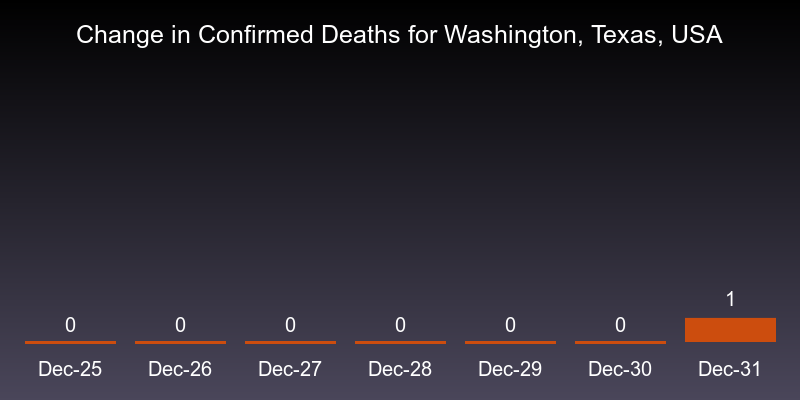 Change in Confirmed Deaths for Washington, Texas, USA
0 0 0 0 0 0 1
Dec-25 Dec-26 Dec-27 Dec-28 Dec-29 Dec-30 Dec-31